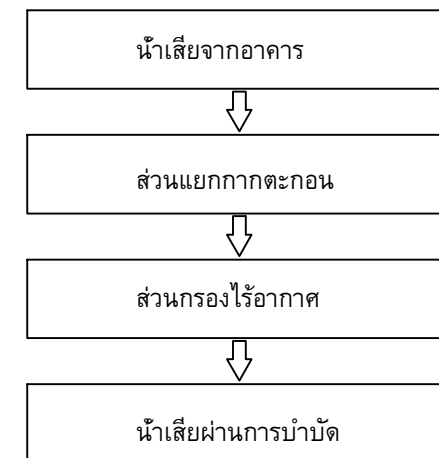 น้ำเสียจากอาคาร
ส่วนแยกกากตะกอน
ส่วนกรองไร้อากาศ
น้ำเสียผ่านการบำบัด